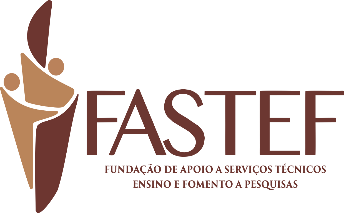 FASTEF
FUNDAÇÃO DE APOIO A SERVIÇOS TÉCNICOS
ENSINO E FOMENTO A PESQUISAS